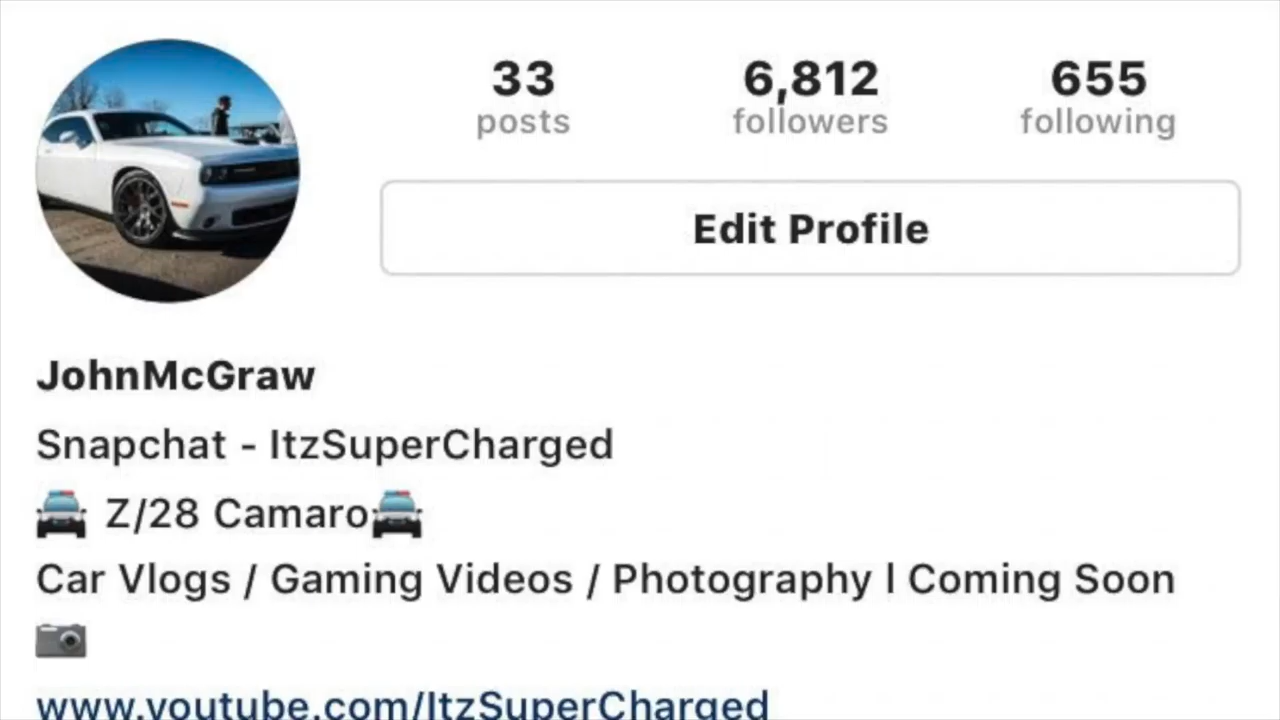 33 6,812 655
posts followers following
Edit Profile
JohnMcGraw
Snapchat - ItzSuperCharged
🚔 Z/28 Camaro🚔
Car Vlogs / Gaming Videos / Photography l Coming Soon
📷
www.youtube.com/ItzSuperCharged